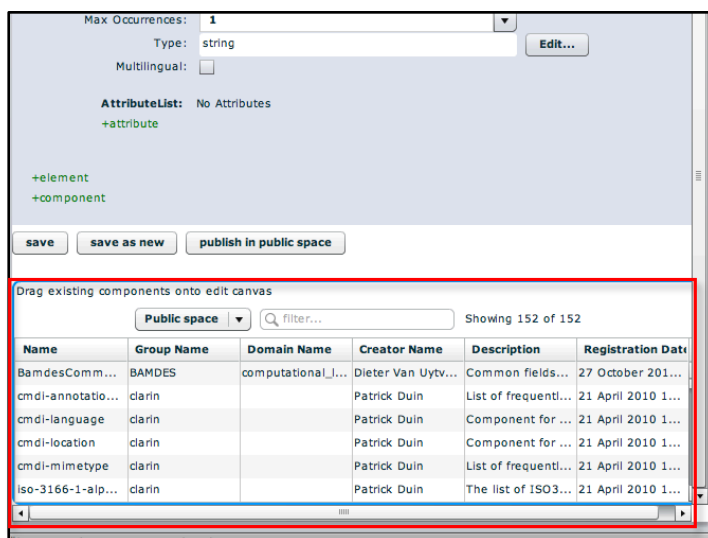 Max Occurrences: 1
Type: string Edit...
Multilingual:
AttributeList: No Attributes
+attribute
+element
+component
save save as new publish in public space
Drag existing components onto edit canvas
Public space filter... Showing 152 of 152
Name Group Name Domain Name Creator Name Description Registration Date
BamdesComm... BAMDES computational_l... Dieter Van Uytv... Common fields... 27 October 201...
cmdi-annotatio... clarin Patrick Duin List of frequentl... 21 April 2010 1...
cmdi-language clarin Patrick Duin Component for ... 21 April 2010 1...
cmdi-location clarin Patrick Duin Component for ... 21 April 2010 1...
cmdi-mimetype clarin Patrick Duin List of frequentl... 21 April 2010 1...
iso-3166-1-alp... clarin Patrick Duin The list of ISO3... 21 April 2010 1...